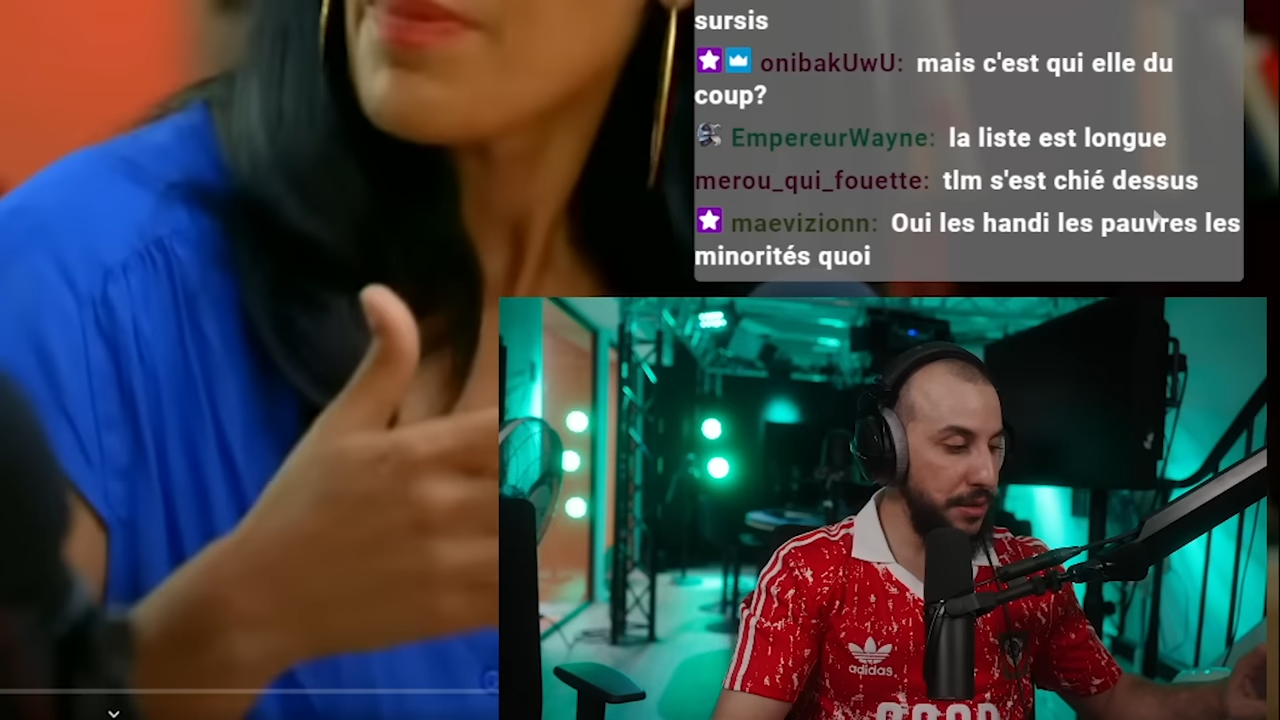 sursis
onibakUwU: mais c'est qui elle du
coup?
EmpereurWayne: la liste est longue
merou_qui_fouette: tlm s'est chié dessus
maevizionn: Oui les handi les pauvres les
minorités quoi
adidas